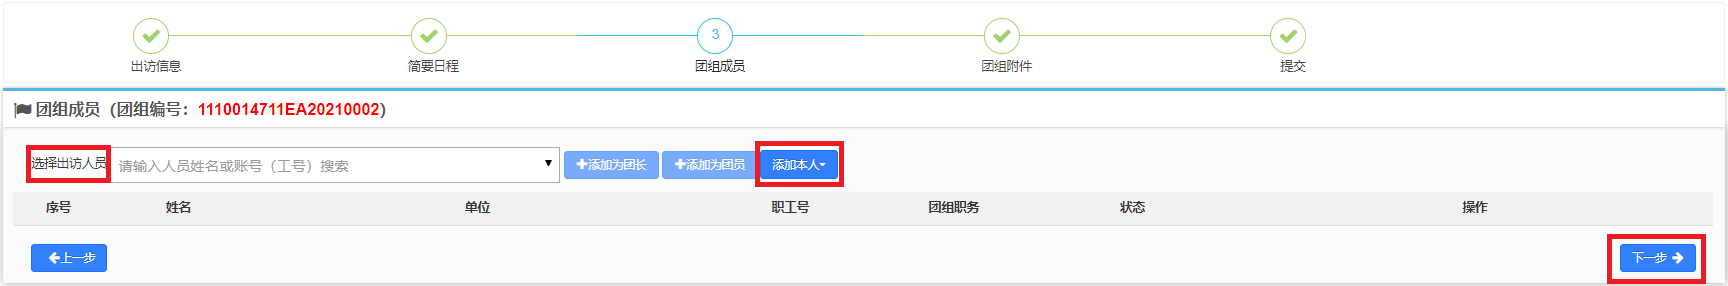 3
出访信息 简要日程 团组成员 团组附件 提交
团组成员（团组编号：1110014711EA20210002）
选择出访人员 请输入人员姓名或账号（工号）搜索 添加为团长 添加为团员 添加本人
序号 姓名 单位 职工号 团组职务 状态 操作
上一步 下一步